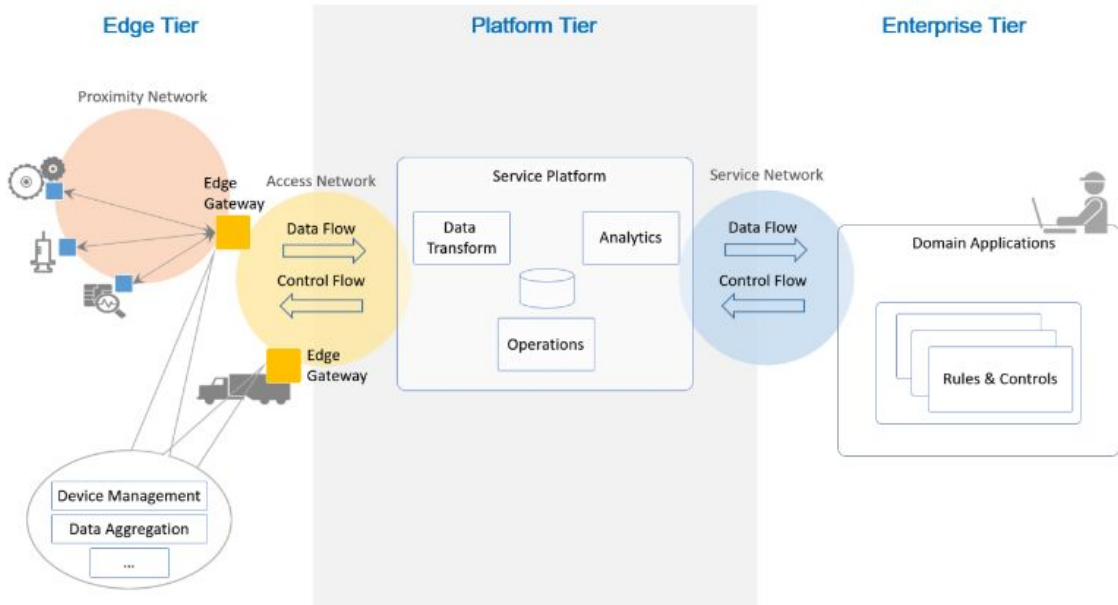 Edge Tier
Platform Tier
Enterprise Tier
Proximity Network
Edge
Gateway
Access Network
Data Flow
Control Flow
Edge
Gateway
Device Management
Data Aggregation
...
Service Platform
Data
Transform
Analytics
Operations
Service Network
Data Flow
Control Flow
Domain Applications
Rules & Controls